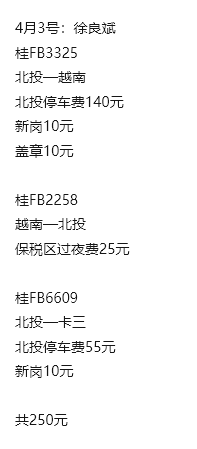 4月3号：徐良斌
桂FB3325
北投—越南
北投停车费140元
新岗10元
盖章10元
桂FB2258
越南—北投
保税区过夜费25元
桂FB6609
北投—卡三
北投停车费55元
新岗10元
共250元